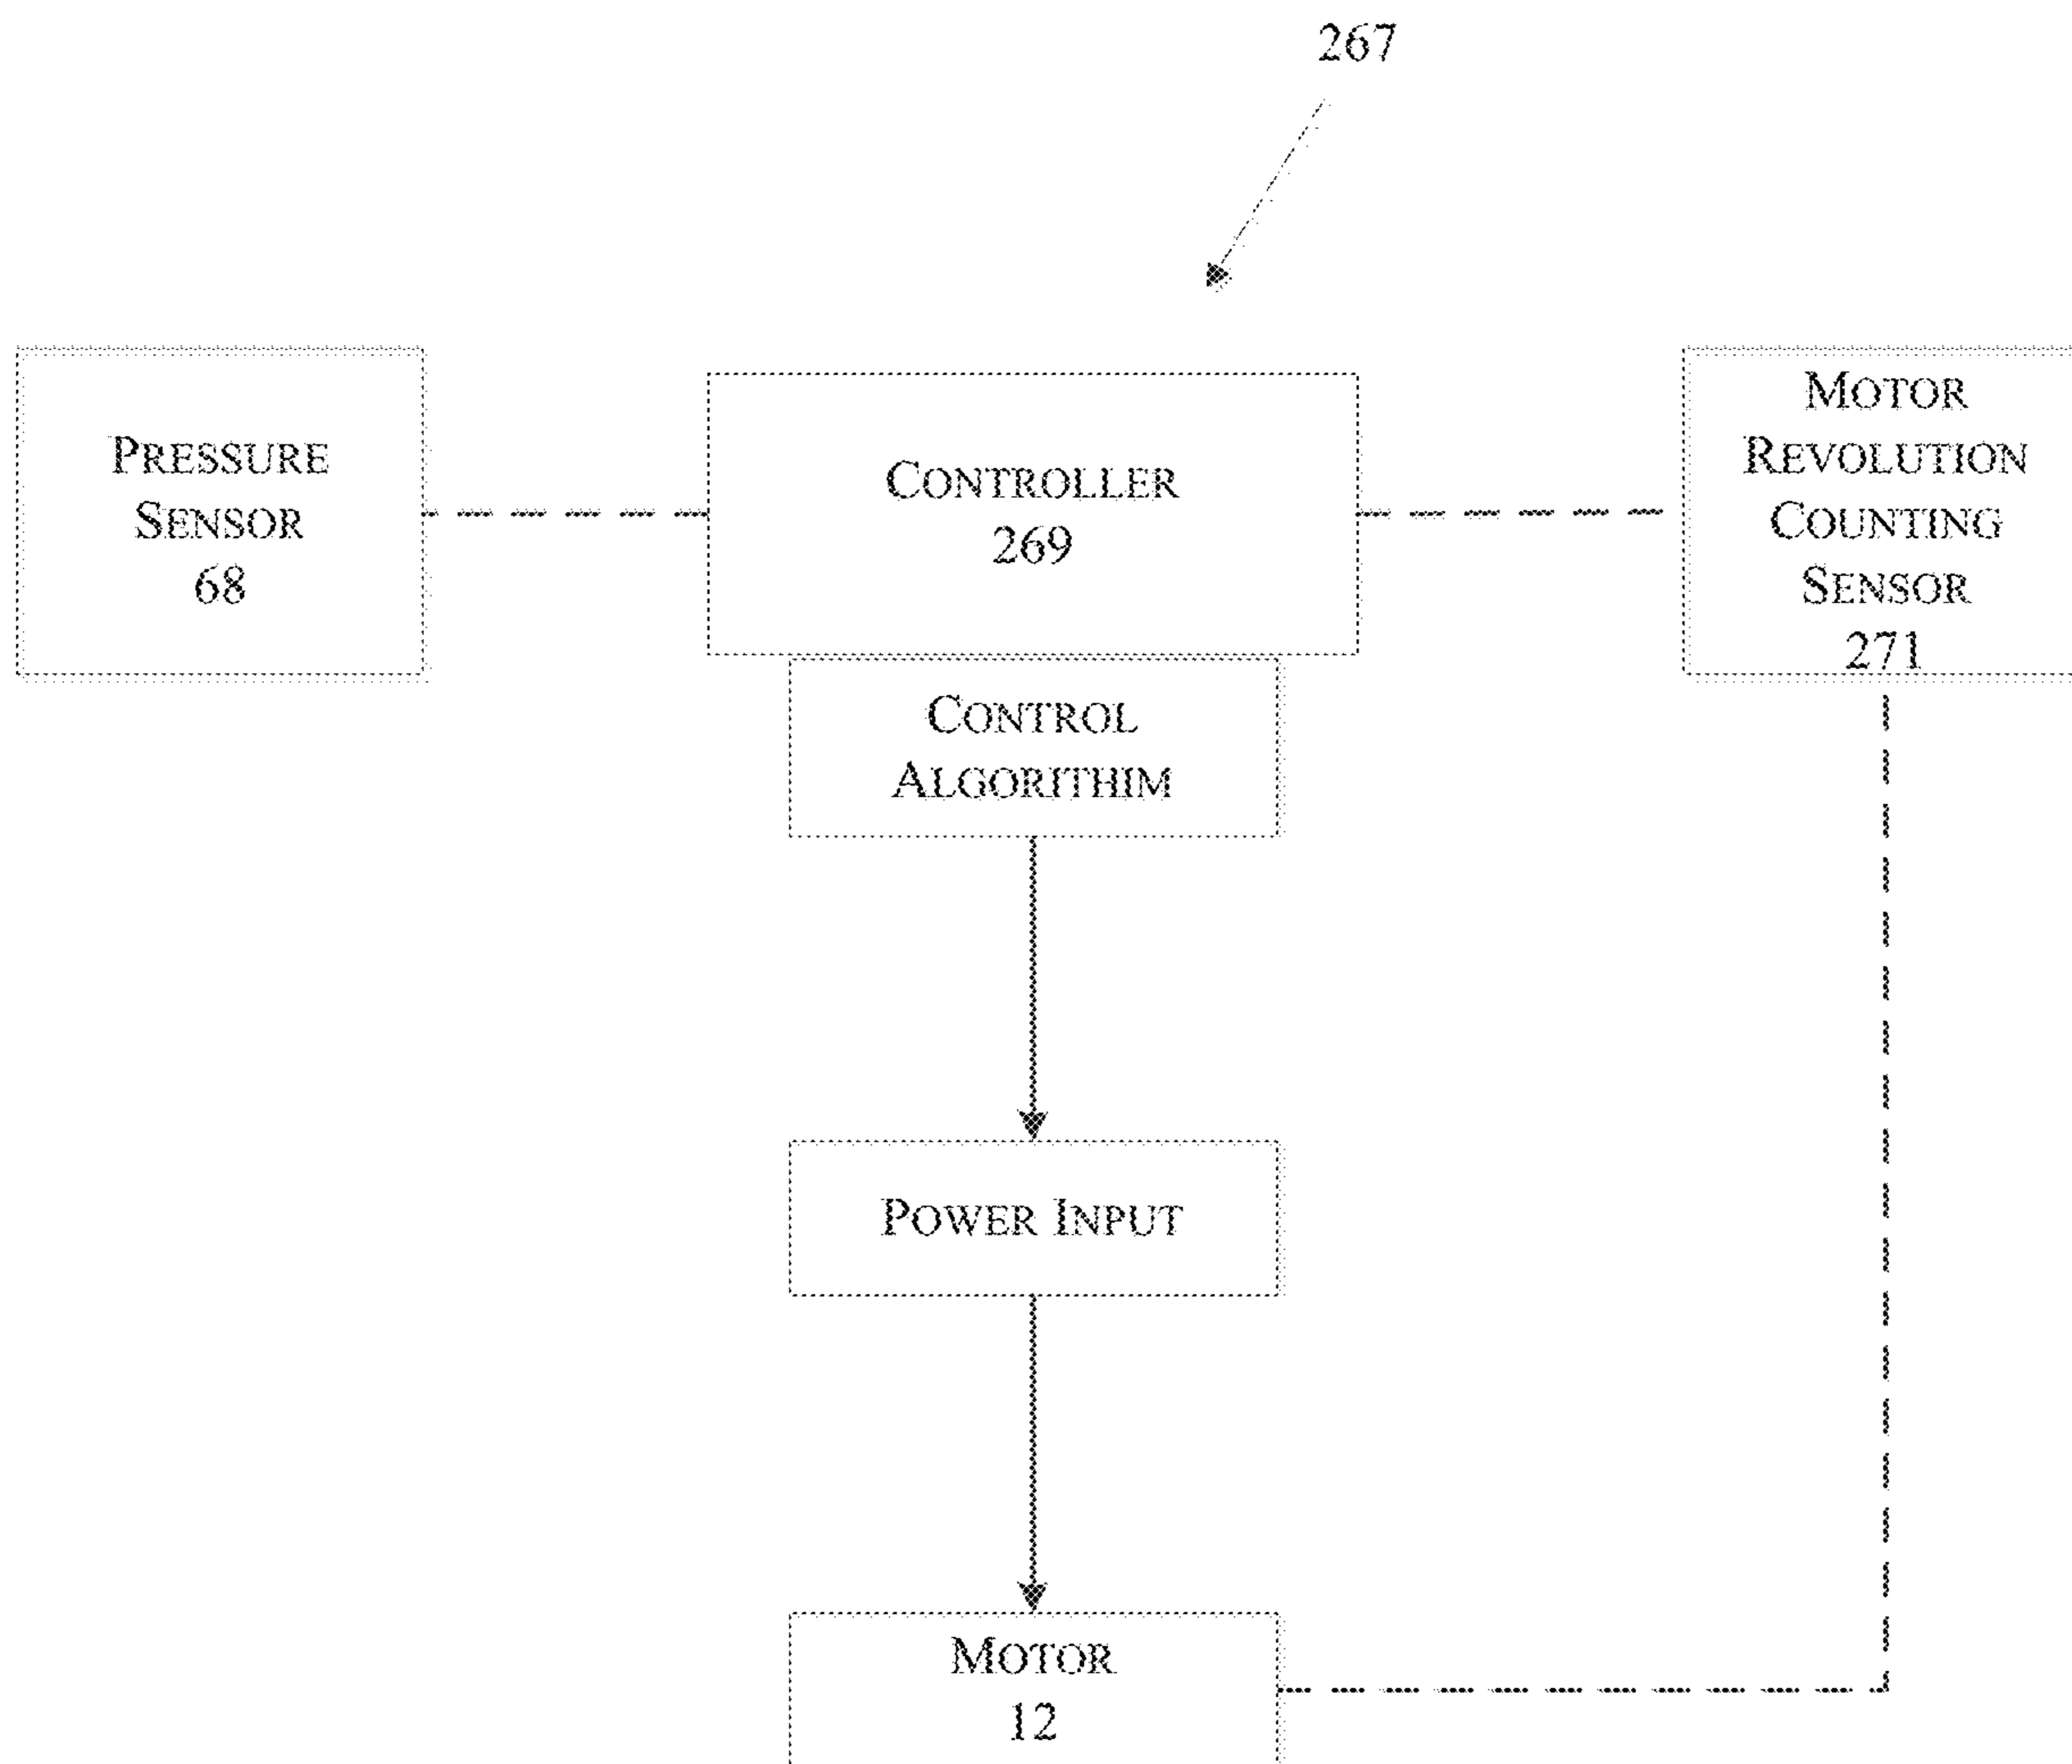 267
PRESSURE
SENSOR
68
CONTROLLER
269
MOTOR
REVOLUTION
COUNTING
SENSOR
271
CONTROL
ALGORITHIM
POWER INPUT
MOTOR
12